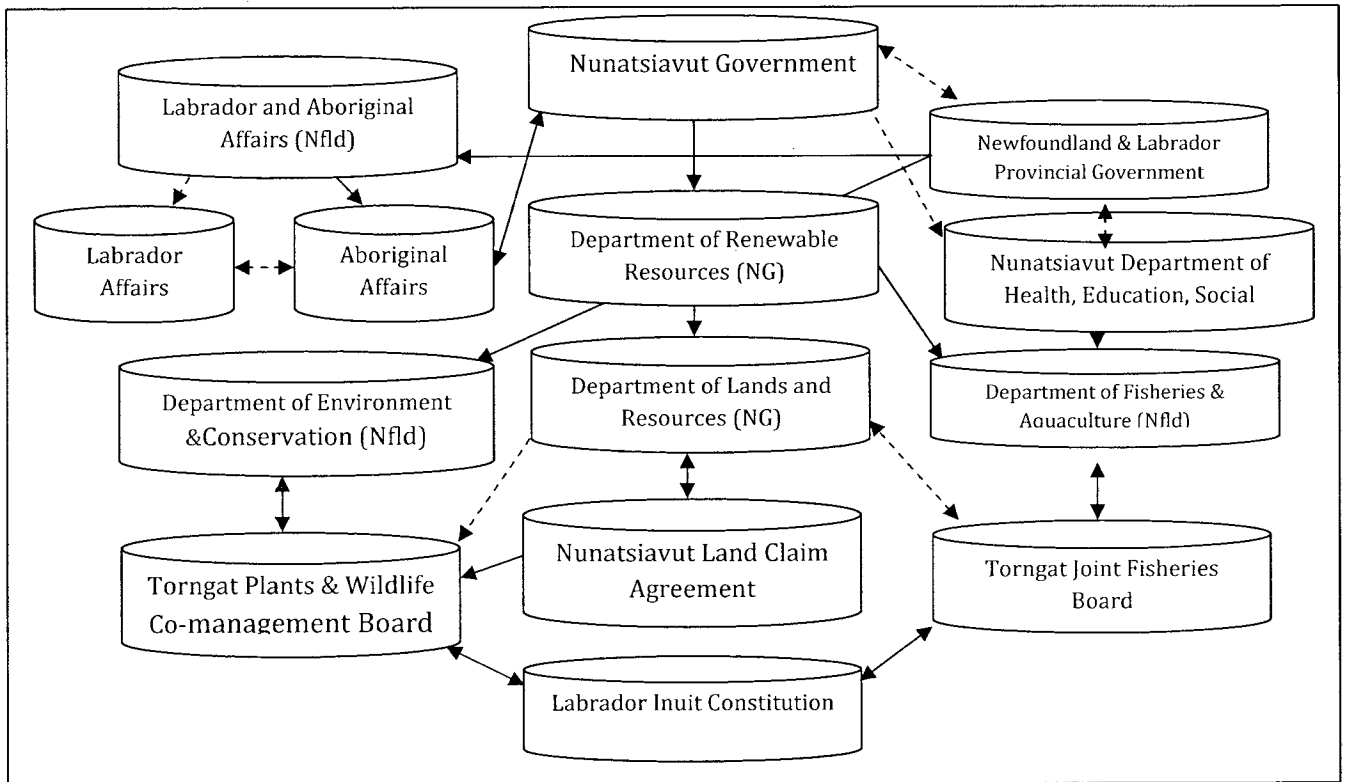 Nunatsiavut Government
Labrador and Aboriginal
Affairs (Nfld)
Newfoundland & Labrador
Provincial Government
Labrador
Affairs
Aboriginal
Affairs
Department of Renewable
Resources (NG)
Nunatsiavut Department of
Health, Education, Social
Department of Environment
&Conservation (Nfld)
Department of Lands and
Resources (NG)
Department of Fisheries &
Aquaculture (Nfld)
Torngat Plants & Wildlife
Co-management Board
Nunatsiavut Land Claim
Agreement
Torngat Joint Fisheries
Board
Labrador Inuit Constitution